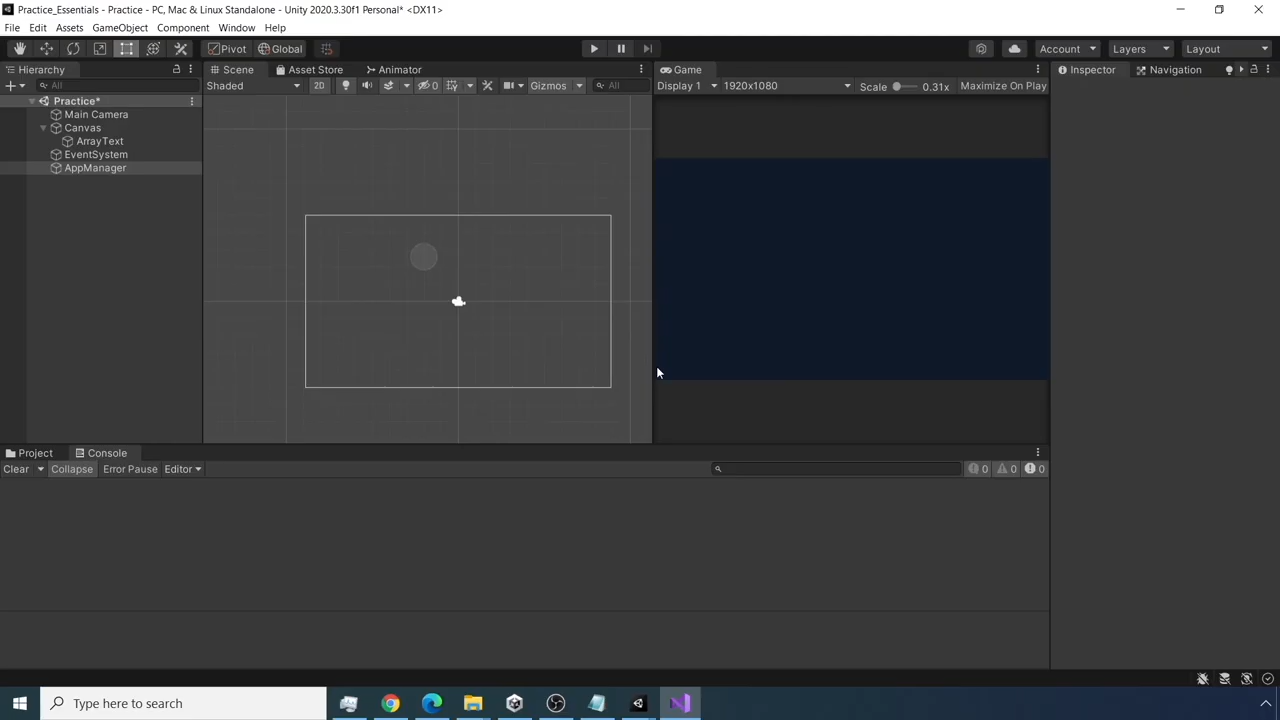 Practice_Essentials - Practice - PC, Mac & Linux Standalone - Unity 2020.3.30f1 Personal* <DX11>
File Edit Assets GameObject Component Window Help
Pivot Global Account Layers Layout
Hierarchy Scene Asset Store Animator Game Inspector Navigation
All Shaded 2D 0 Gizmos All Display 1 1920x1080 Scale 0.31x Maximize On Play
Practice*
Main Camera
Canvas
ArrayText
EventSystem
AppManager
Project Console
Clear Collapse Error Pause Editor 0 0 0
Type here to search